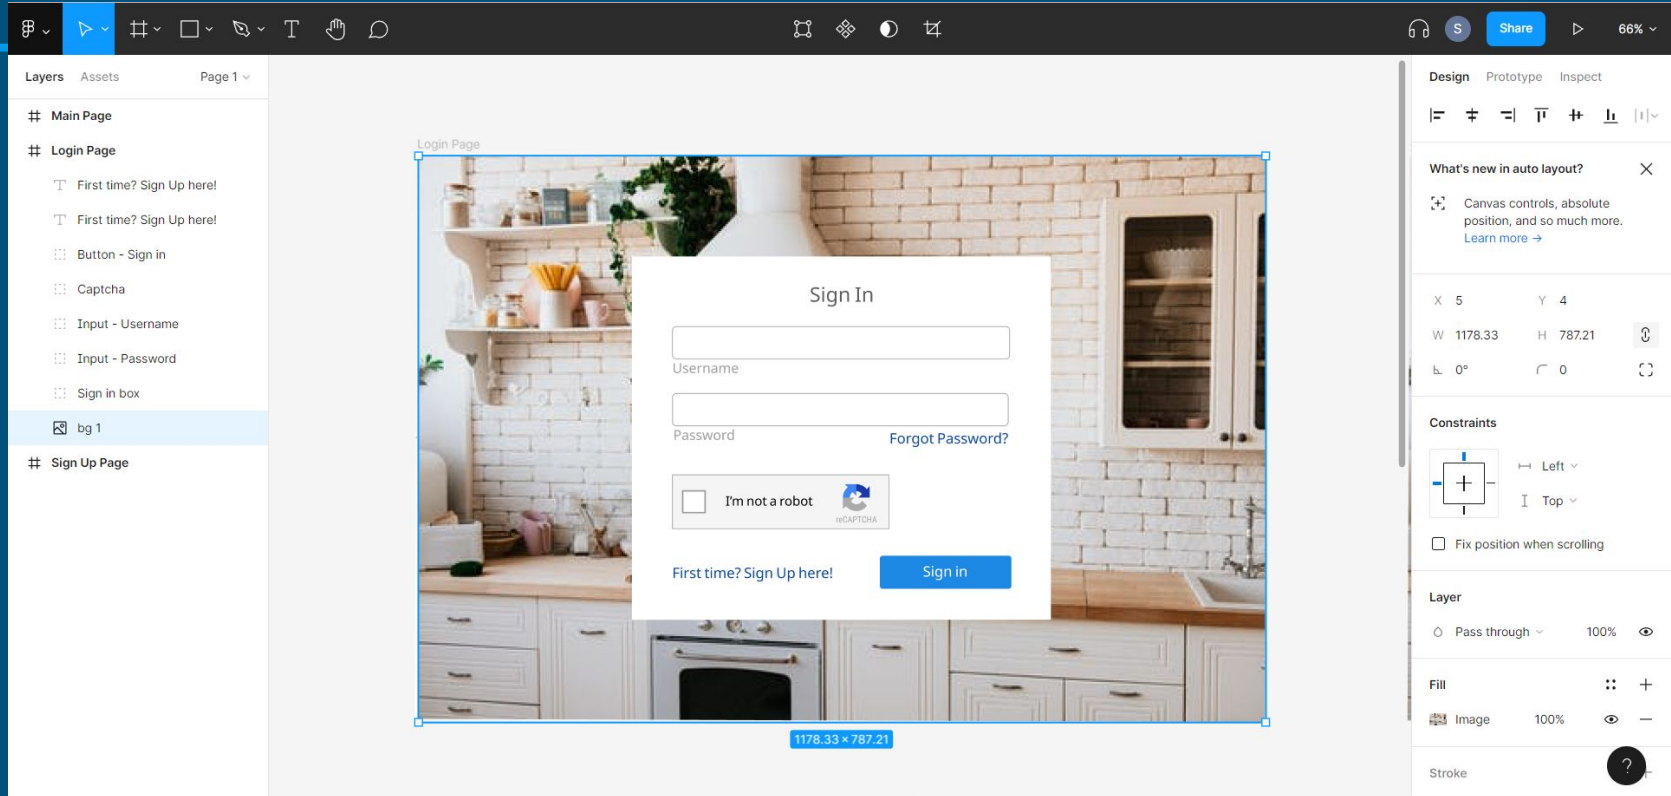 S
Share
66%
Layers
Assets
Page 1
Main Page
Login Page
First time? Sign Up here!
First time? Sign Up here!
Button - Sign in
Captcha
Input - Username
Input - Password
Sign in box
bg 1
Sign Up Page
Login Page
Sign In
Username
Password
Forgot Password?
I'm not a robot
reCAPTCHA
First time? Sign Up here!
Sign in
1178.33 × 787.21
Design
Prototype
Inspect
What's new in auto layout?
Canvas controls, absolute
position, and so much more.
Learn more →
X 5
Y 4
W 1178.33
H 787.21
0°
0
Constraints
Left
Top
Fix position when scrolling
Layer
Pass through
100%
Fill
Image
100%
Stroke
?